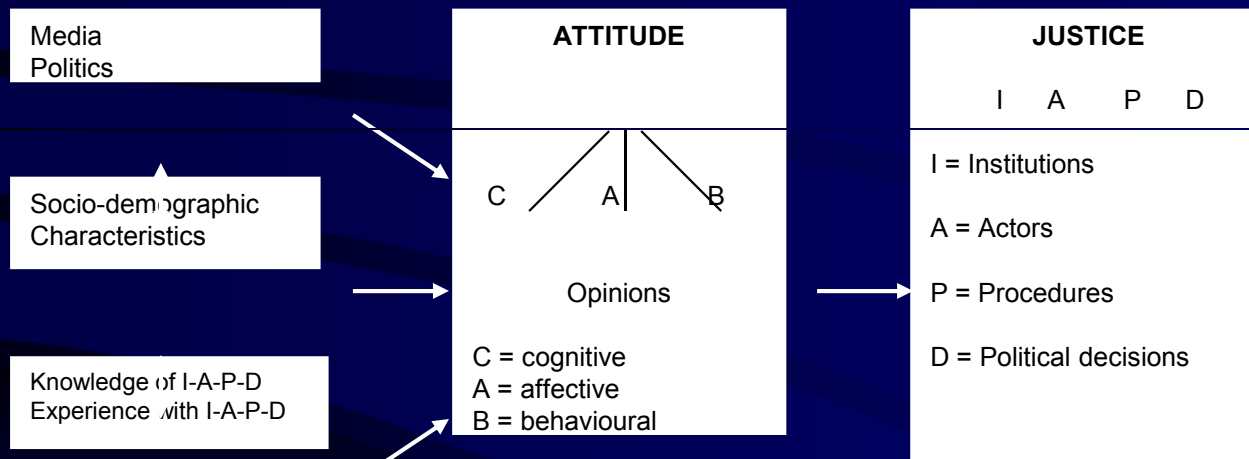 Media
Politics
Socio-demographic
Characteristics
Knowledge of I-A-P-D
Experience with I-A-P-D
ATTITUDE
C A B
Opinions
C = cognitive
A = affective
B = behavioural
JUSTICE
I A P D
I = Institutions
A = Actors
P = Procedures
D = Political decisions